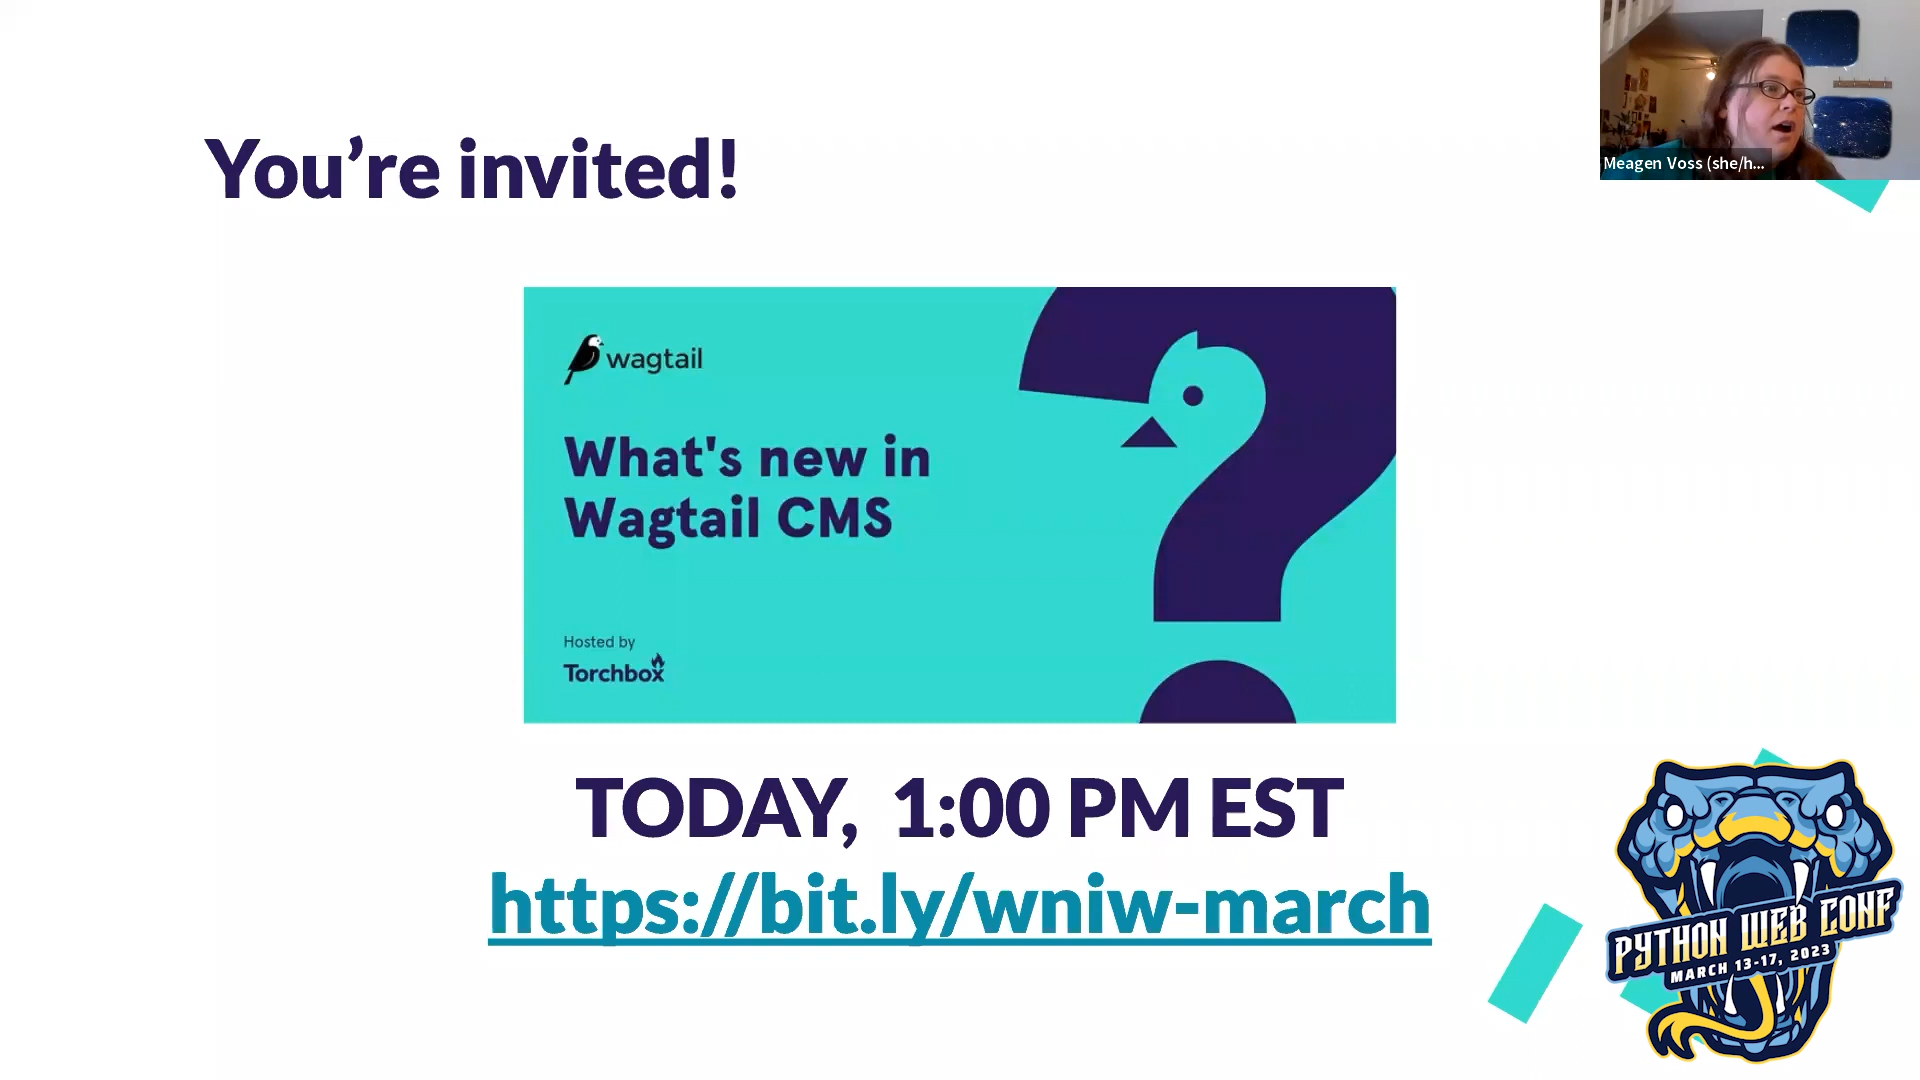 You’re invited!
Meagen Voss (she/h...
wagtail
What's new in
Wagtail CMS
Hosted by
Torchbox
TODAY, 1:00 PM EST
https://bit.ly/wniw-march
PYTHON WEB CONF
MARCH 13-17, 2023